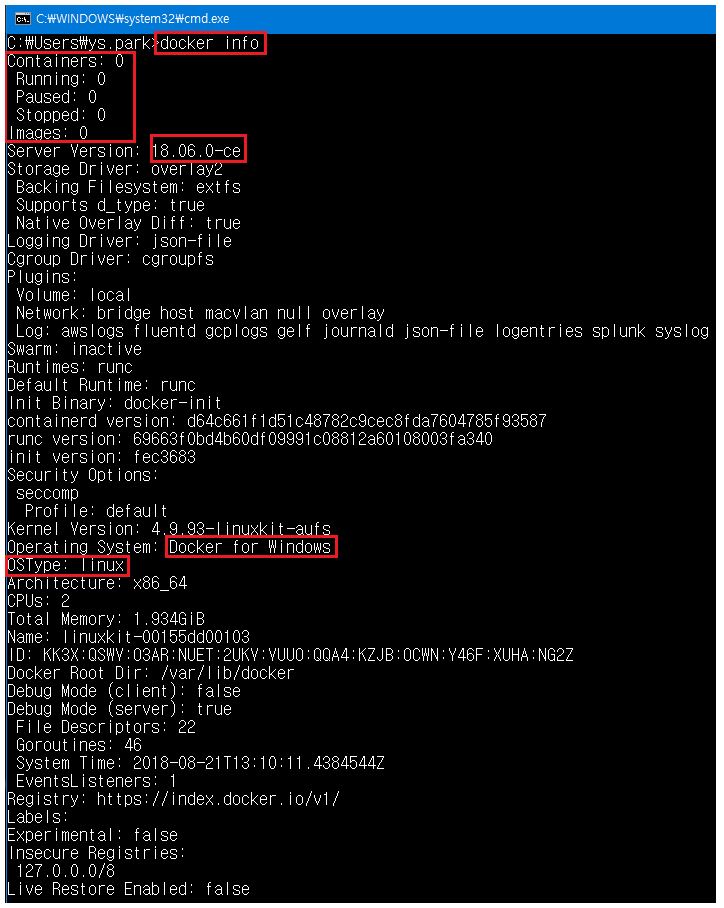 C:₩WINDOWS₩system32₩cmd.exe
C:₩Users₩ys.park>docker info
Containers: 0
 Running: 0
 Paused: 0
 Stopped: 0
Images: 0
Server Version: 18.06.0-ce
Storage Driver: overlay2
 Backing Filesystem: extfs
 Supports d_type: true
 Native Overlay Diff: true
Logging Driver: json-file
Cgroup Driver: cgroupfs
Plugins:
 Volume: local
 Network: bridge host macvlan null overlay
 Log: awslogs fluentd gcplogs gelf journald json-file logentries splunk syslog
Swarm: inactive
Runtimes: runc
Default Runtime: runc
Init Binary: docker-init
containerd version: d64c661f1d51c48782c9cec8fda7604785f93587
runc version: 69663f0bd4b60df09991c08812a60108003fa340
init version: fec3683
Security Options:
 seccomp
  Profile: default
Kernel Version: 4.9.93-linuxkit-aufs
Operating System: Docker for Windows
OSType: linux
Architecture: x86_64
CPUs: 2
Total Memory: 1.934GiB
Name: linuxkit-00155dd00103
ID: KK3X:QSWV:O3AR:NUET:2UKV:YUUO:QQA4:KZJB:OCWN:Y46F:XUHA:NG2Z
Docker Root Dir: /var/lib/docker
Debug Mode (client): false
Debug Mode (server): true
 File Descriptors: 22
 Goroutines: 46
 System Time: 2018-08-21T13:10:11.4384544Z
 EventsListeners: 1
Registry: https://index.docker.io/v1/
Labels:
Experimental: false
Insecure Registries:
 127.0.0.0/8
Live Restore Enabled: false